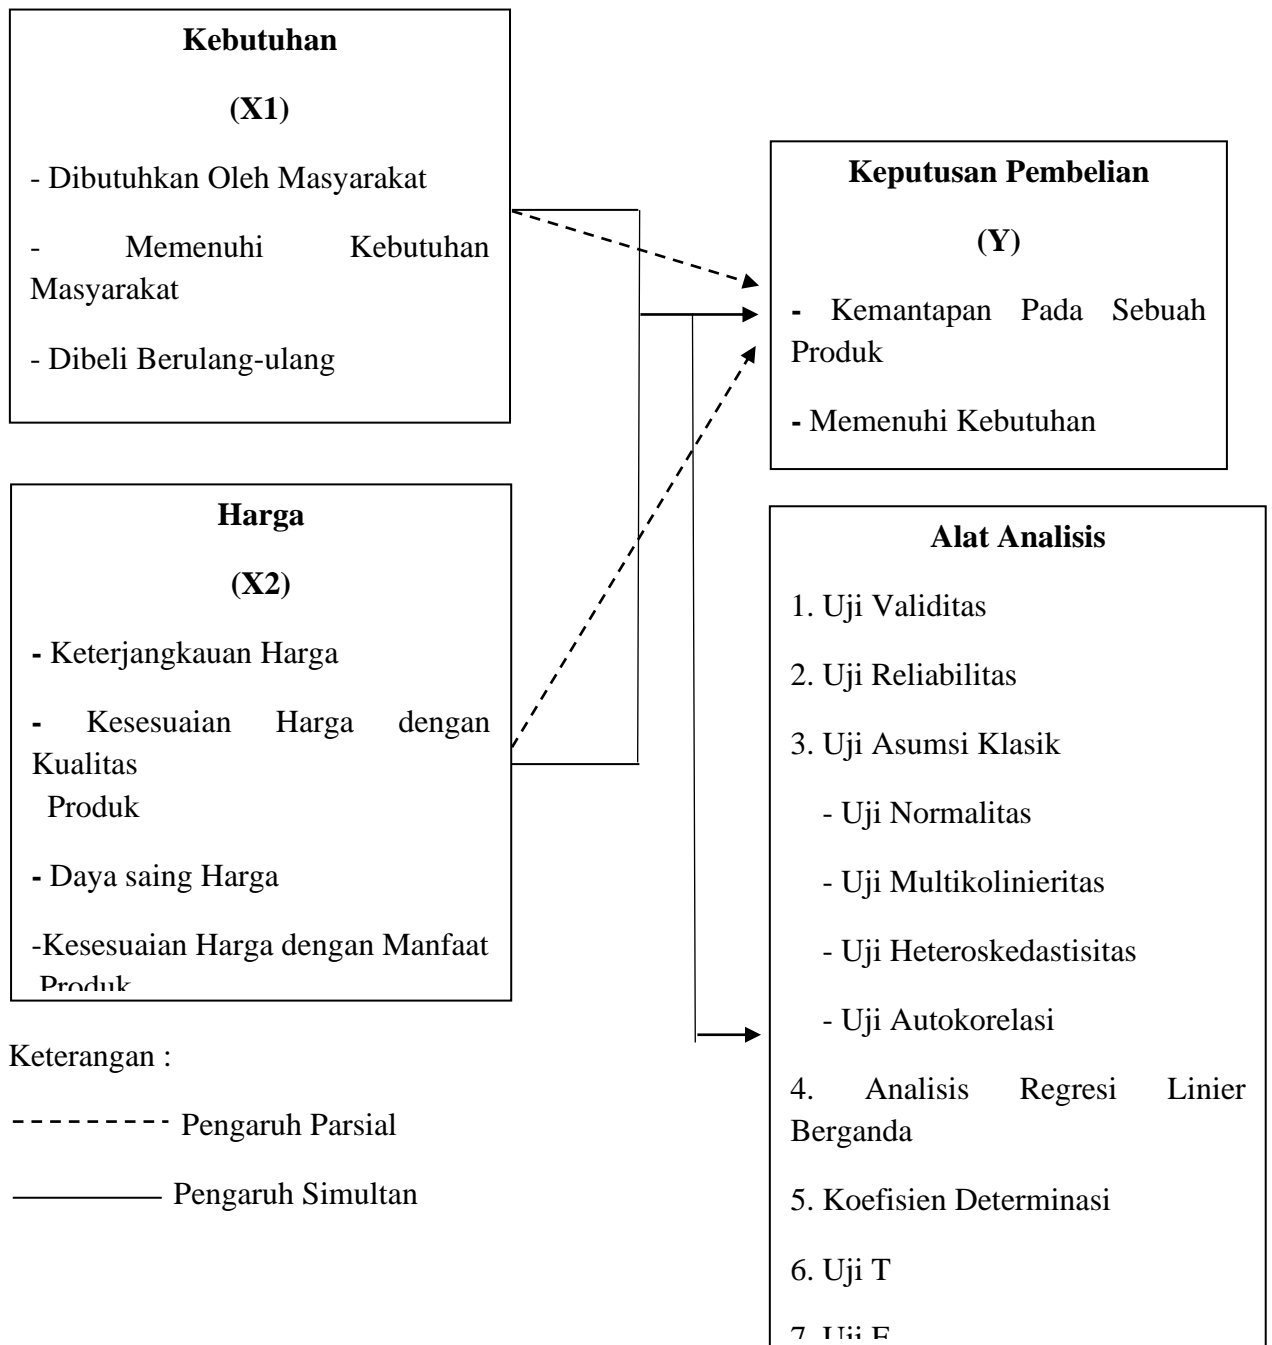 Kebutuhan
(X1)
- Dibutuhkan Oleh Masyarakat
- Memenuhi Kebutuhan
Masyarakat
- Dibeli Berulang-ulang
Keputusan Pembelian
(Y)
- Kemantapan Pada Sebuah
Produk
- Memenuhi Kebutuhan
Harga
(X2)
- Keterjangkauan Harga
- Kesesuaian Harga dengan
Kualitas
Produk
- Daya saing Harga
-Kesesuaian Harga dengan Manfaat
Produk
Alat Analisis
1. Uji Validitas
2. Uji Reliabilitas
3. Uji Asumsi Klasik
- Uji Normalitas
- Uji Multikolinieritas
- Uji Heteroskedastisitas
- Uji Autokorelasi
4. Analisis Regresi Linier
Berganda
5. Koefisien Determinasi
6. Uji T
7. Uji F
Keterangan :
Pengaruh Parsial
Pengaruh Simultan